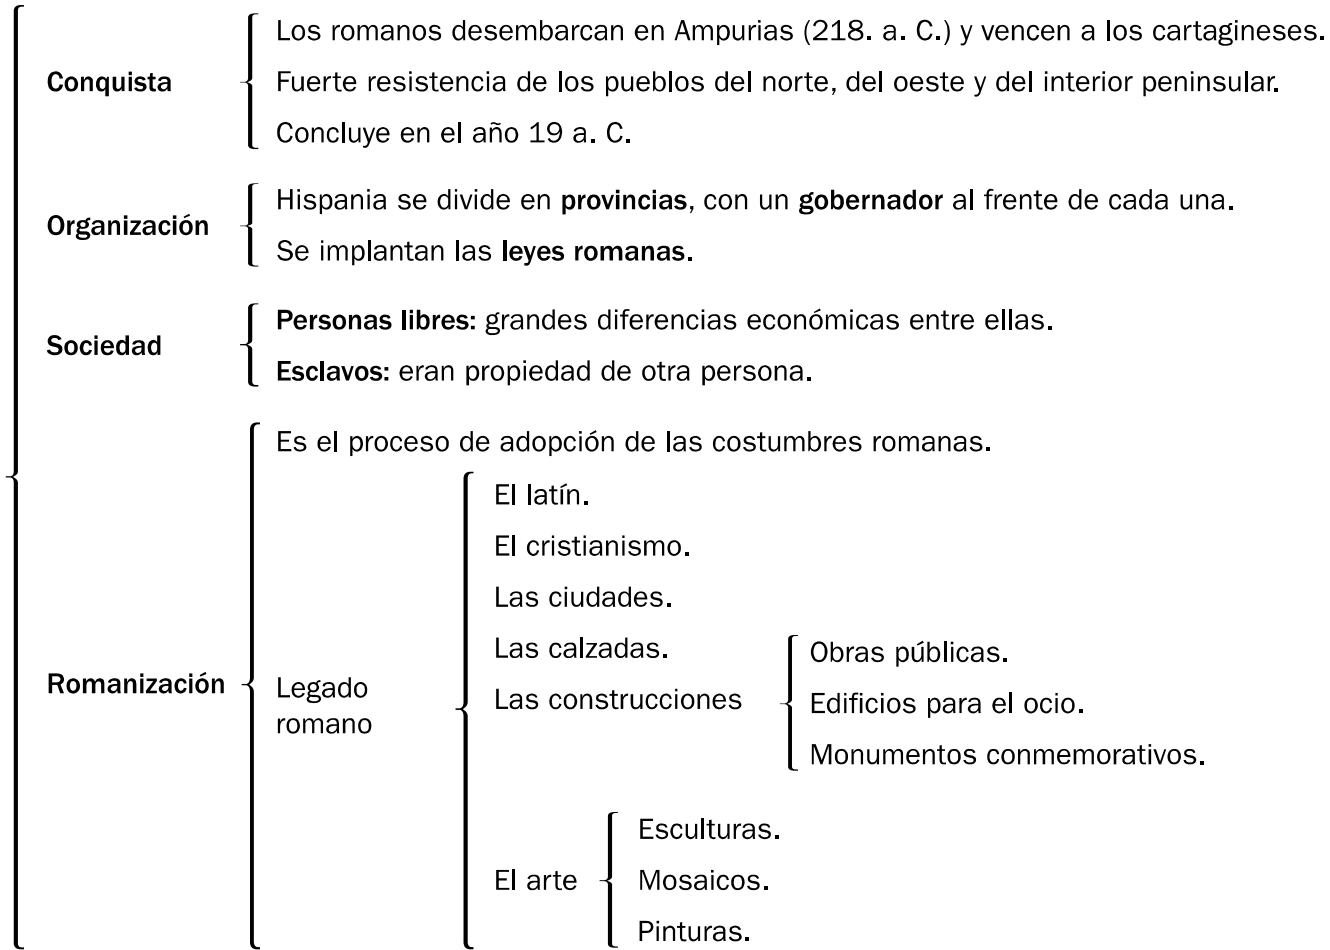 Conquista
Los romanos desembarcan en Ampurias (218. a. C.) y vencen a los cartagineses.
Fuerte resistencia de los pueblos del norte, del oeste y del interior peninsular.
Concluye en el año 19 a. C.
Organización
Hispania se divide en provincias, con un gobernador al frente de cada una.
Se implantan las leyes romanas.
Sociedad
Personas libres: grandes diferencias económicas entre ellas.
Esclavos: eran propiedad de otra persona.
Romanización
Es el proceso de adopción de las costumbres romanas.
Legado
romano
El latín.
El cristianismo.
Las ciudades.
Las calzadas.
Las construcciones
Obras públicas.
Edificios para el ocio.
Monumentos conmemorativos.
El arte
Esculturas.
Mosaicos.
Pinturas.